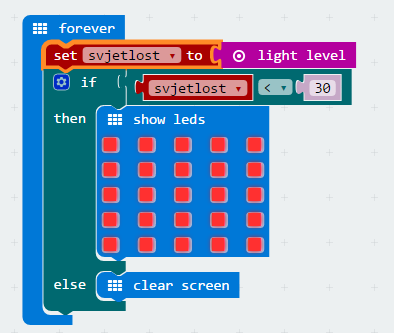 forever
set svjetlost to light level
if svjetlost < 30
then show leds
else clear screen